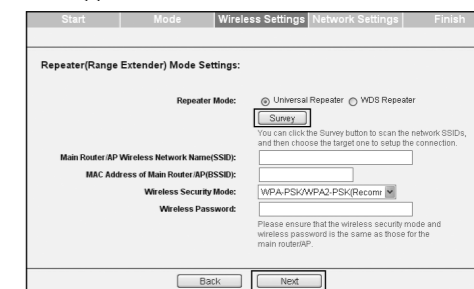 Start Mode Wireless Settings Network Settings Finish
Repeater(Range Extender) Mode Settings:
Repeater Mode: Universal Repeater WDS Repeater
Survey
You can click the Survey button to scan the network SSIDs,
and then choose the target one to setup the connection.
Main Router/AP Wireless Network Name(SSID):
MAC Address of Main Router/AP(BSSID):
Wireless Security Mode: WPA-PSK/WPA2-PSK(Recomr
Wireless Password:
Please ensure that the wireless security mode and
wireless password is the same as those for the
main router/AP.
Back Next